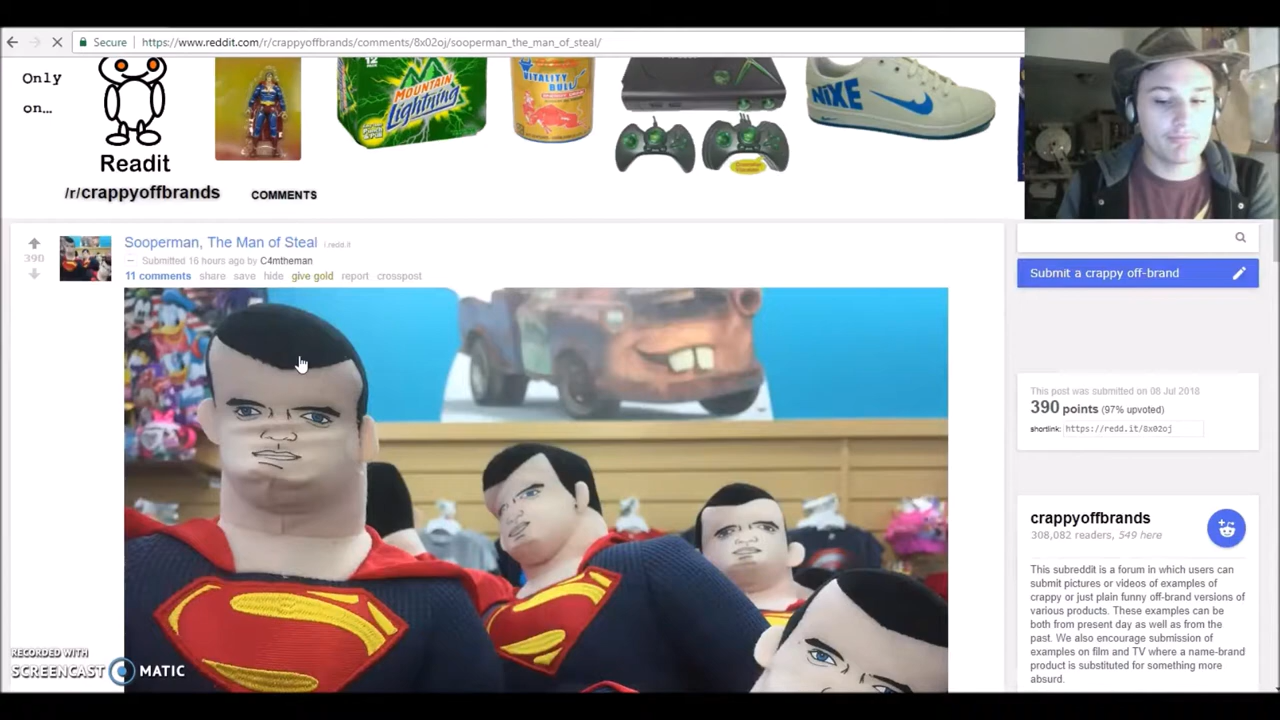 Secure
https://www.reddit.com/r/crappyoffbrands/comments/8x02oj/sooperman_the_man_of_steal/
Only
on...
Readit
12
MOUNTAIN
Lightning
VITALITY
BULL
NIKE
/r/crappyoffbrands
COMMENTS
390
Sooperman, The Man of Steal i.redd.it
Submitted 16 hours ago by C4mtheman
11 comments share save hide give gold report crosspost
Submit a crappy off-brand
This post was submitted on 08 Jul 2018
390 points (97% upvoted)
shortlink: https://redd.it/8x02oj
crappyoffbrands
308,082 readers, 549 here
This subreddit is a forum in which users can
submit pictures or videos of examples of
crappy or just plain funny off-brand versions of
various products. These examples can be
both from present day as well as from the
past. We also encourage submission of
examples on film and TV where a name-brand
product is substituted for something more
absurd.
RECORDED WITH
SCREENCAST MATIC